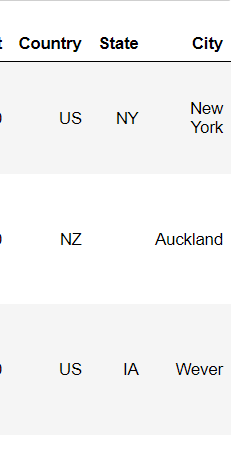 Country State City
US NY New
York
NZ Auckland
US IA Wever